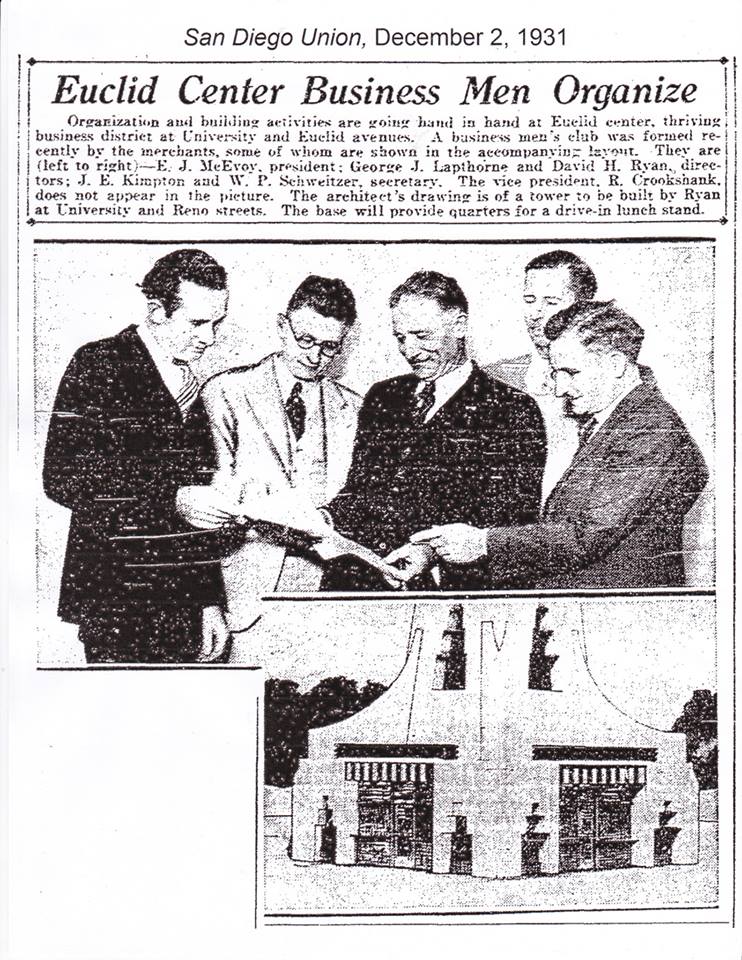 San Diego Union, December 2, 1931
Euclid Center Business Men Organize
Organization and building activities are going hand in hand at Euclid center, thriving
business district at University and Euclid avenues. A business men's club was formed re-
cently by the merchants, some of whom are shown in the accompanying layout. They are
(left to right)—E. J. McEvoy, president; George J. Lapthorne and David H. Ryan, direc-
tors; J. E. Kimpton and W. P. Schweitzer, secretary. The vice president, R. Crookshank,
does not appear in the picture. The architect's drawing is of a tower to be built by Ryan
at University and Reno streets. The base will provide quarters for a drive-in lunch stand.